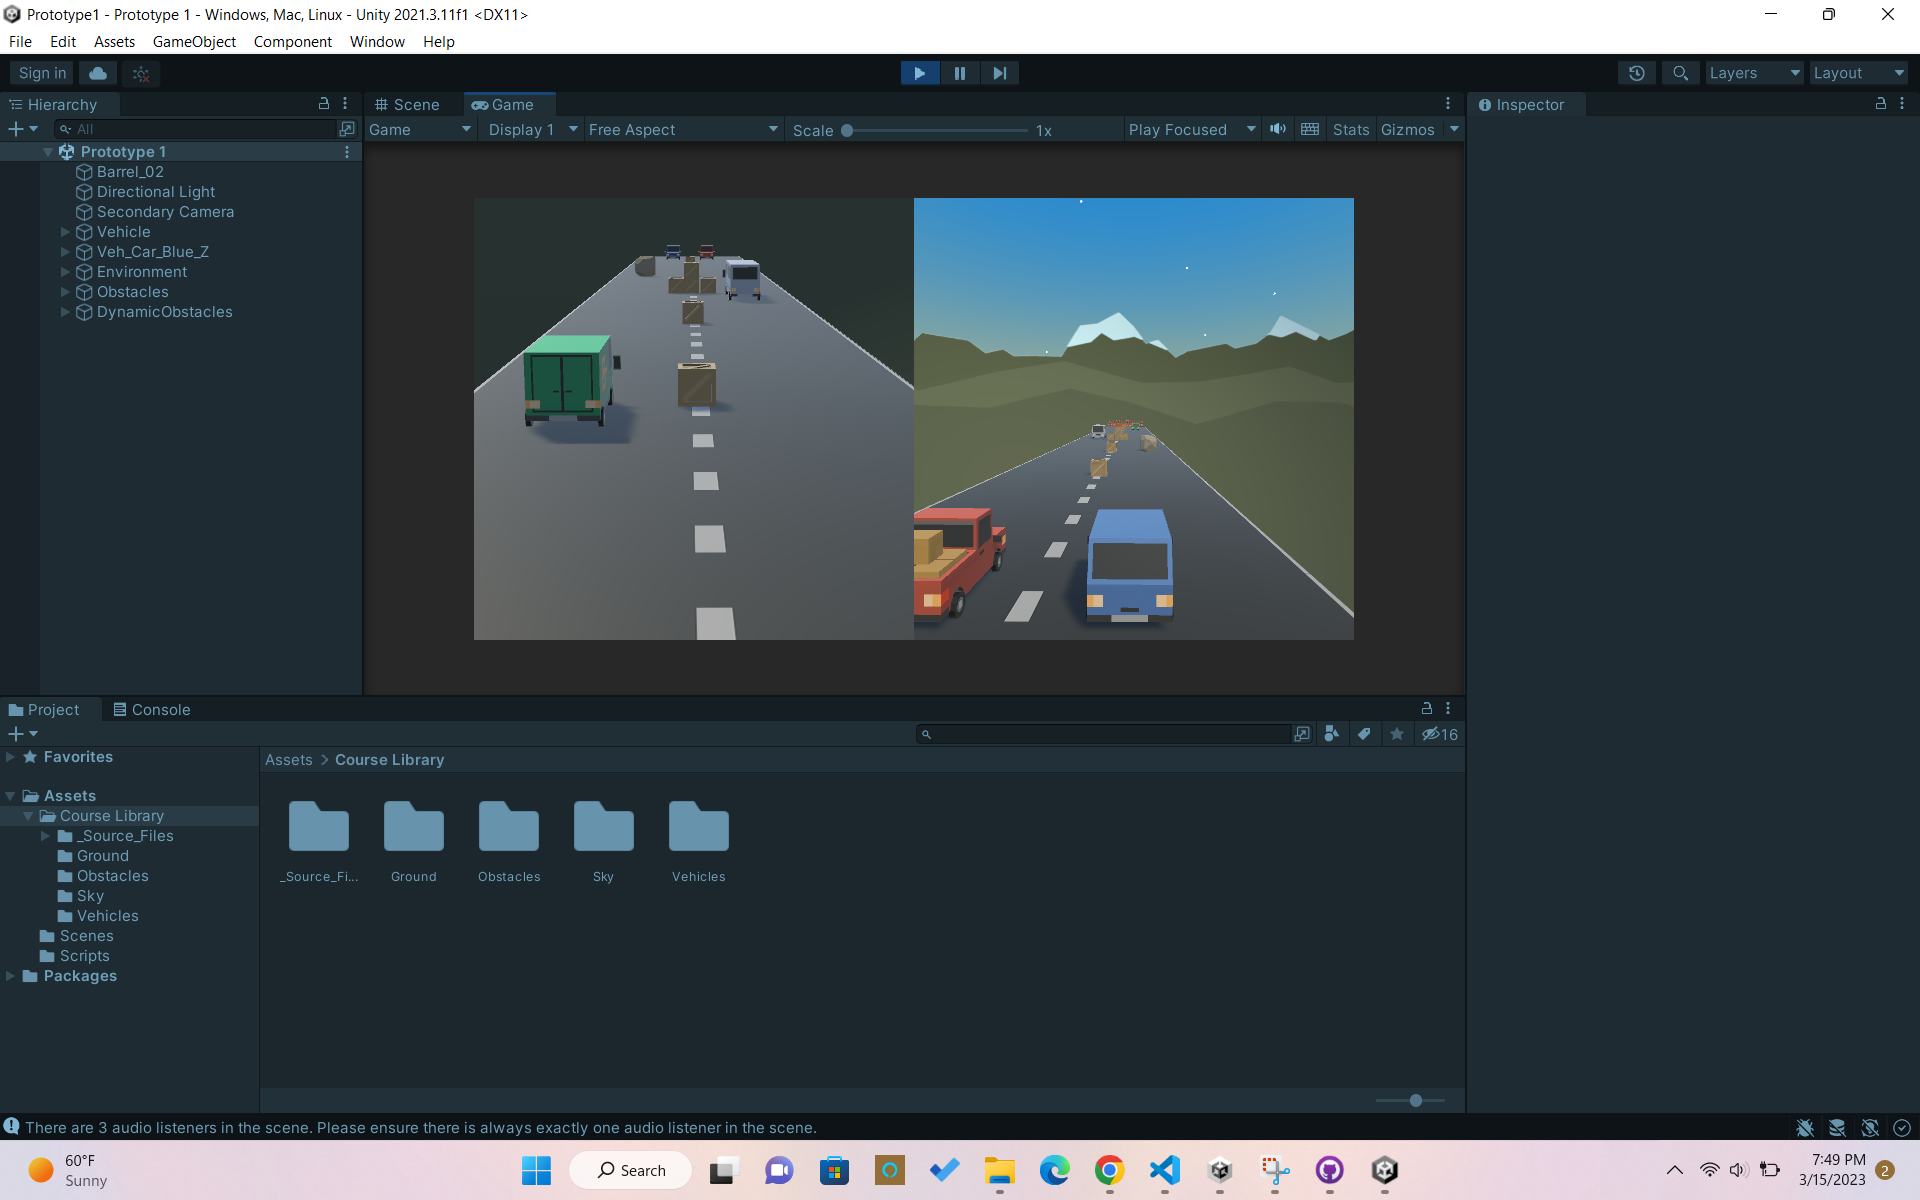 Prototype1 - Prototype 1 - Windows, Mac, Linux - Unity 2021.3.11f1 <DX11>
File Edit Assets GameObject Component Window Help
Sign in Layers Layout
Hierarchy Scene Game Inspector
All Game Display 1 Free Aspect Scale 1x Play Focused Stats Gizmos
Prototype 1
Barrel_02
Directional Light
Secondary Camera
Vehicle
Veh_Car_Blue_Z
Environment
Obstacles
DynamicObstacles
Project Console
16
Favorites
Assets > Course Library
Assets
Course Library
_Source_Files
Ground
Obstacles
Sky
Vehicles
Scenes
Scripts
Packages
_Source_Fi... Ground Obstacles Sky Vehicles
There are 3 audio listeners in the scene. Please ensure there is always exactly one audio listener in the scene.
60°F
Sunny
Search
7:49 PM
3/15/2023
2